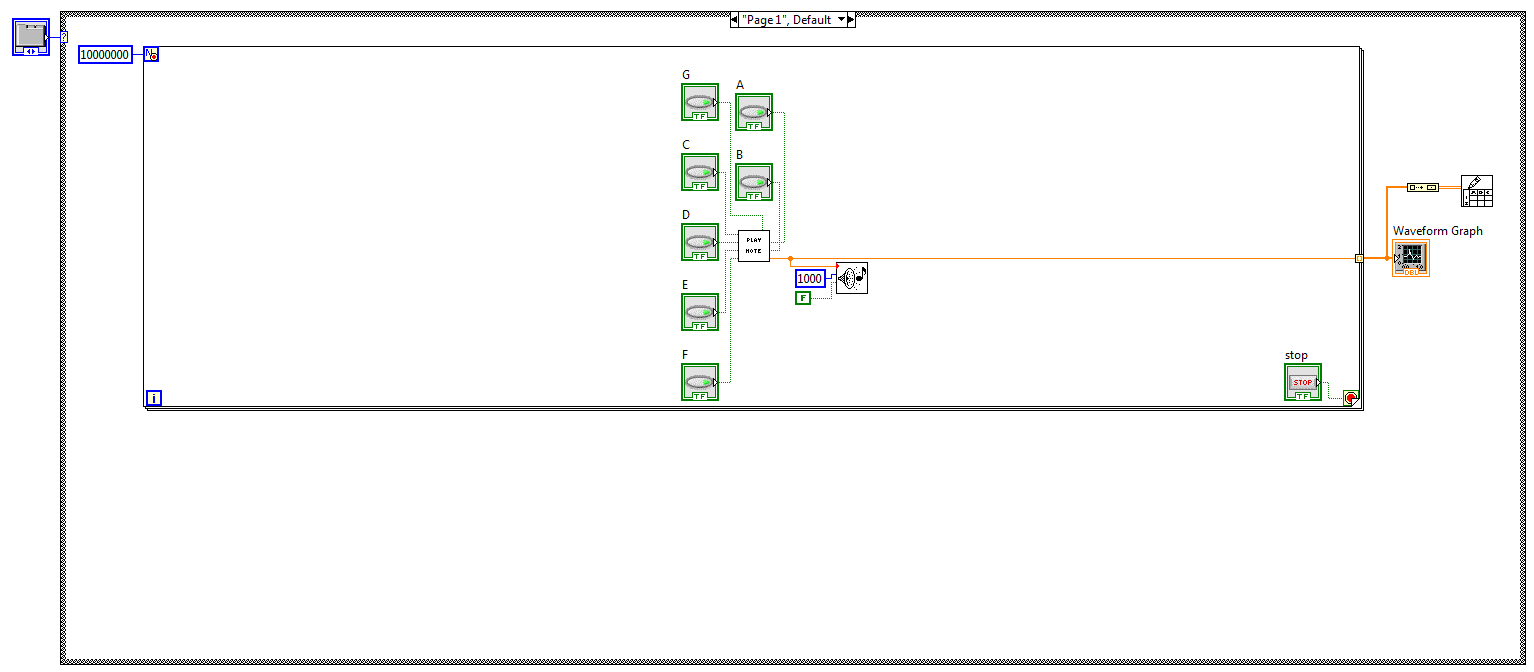 "Page 1", Default
?
10000000
N
G
A
TF
TF
C
B
TF
TF
D
TF
PLAY
NOTE
Waveform Graph
DBL
1000
F
E
TF
F
TF
stop
STOP
TF
i